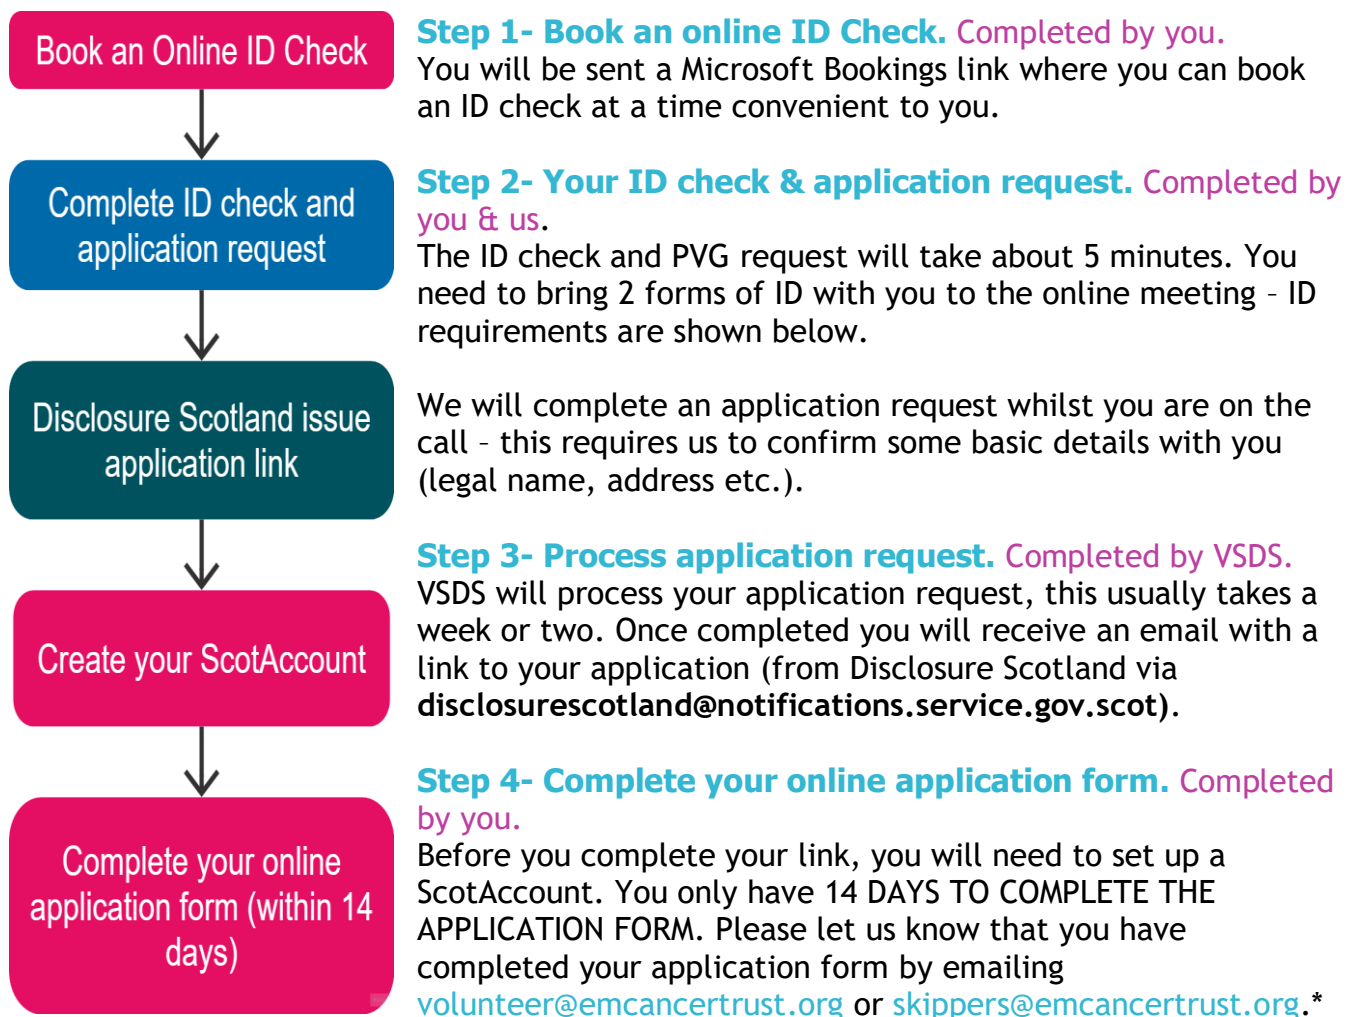 Book an Online ID Check
Complete ID check and
application request
Disclosure Scotland issue
application link
Create your ScotAccount
Complete your online
application form (within 14
days)
Step 1- Book an online ID Check. Completed by you.
You will be sent a Microsoft Bookings link where you can book
an ID check at a time convenient to you.
Step 2- Your ID check & application request. Completed by
you & us.
The ID check and PVG request will take about 5 minutes. You
need to bring 2 forms of ID with you to the online meeting – ID
requirements are shown below.
We will complete an application request whilst you are on the
call – this requires us to confirm some basic details with you
(legal name, address etc.).
Step 3- Process application request. Completed by VSDS.
VSDS will process your application request, this usually takes a
week or two. Once completed you will receive an email with a
link to your application (from Disclosure Scotland via
disclosurescotland@notifications.service.gov.scot).
Step 4- Complete your online application form. Completed
by you.
Before you complete your link, you will need to set up a
ScotAccount. You only have 14 DAYS TO COMPLETE THE
APPLICATION FORM. Please let us know that you have
completed your application form by emailing
volunteer@emcancertrust.org or skippers@emcancertrust.org.*